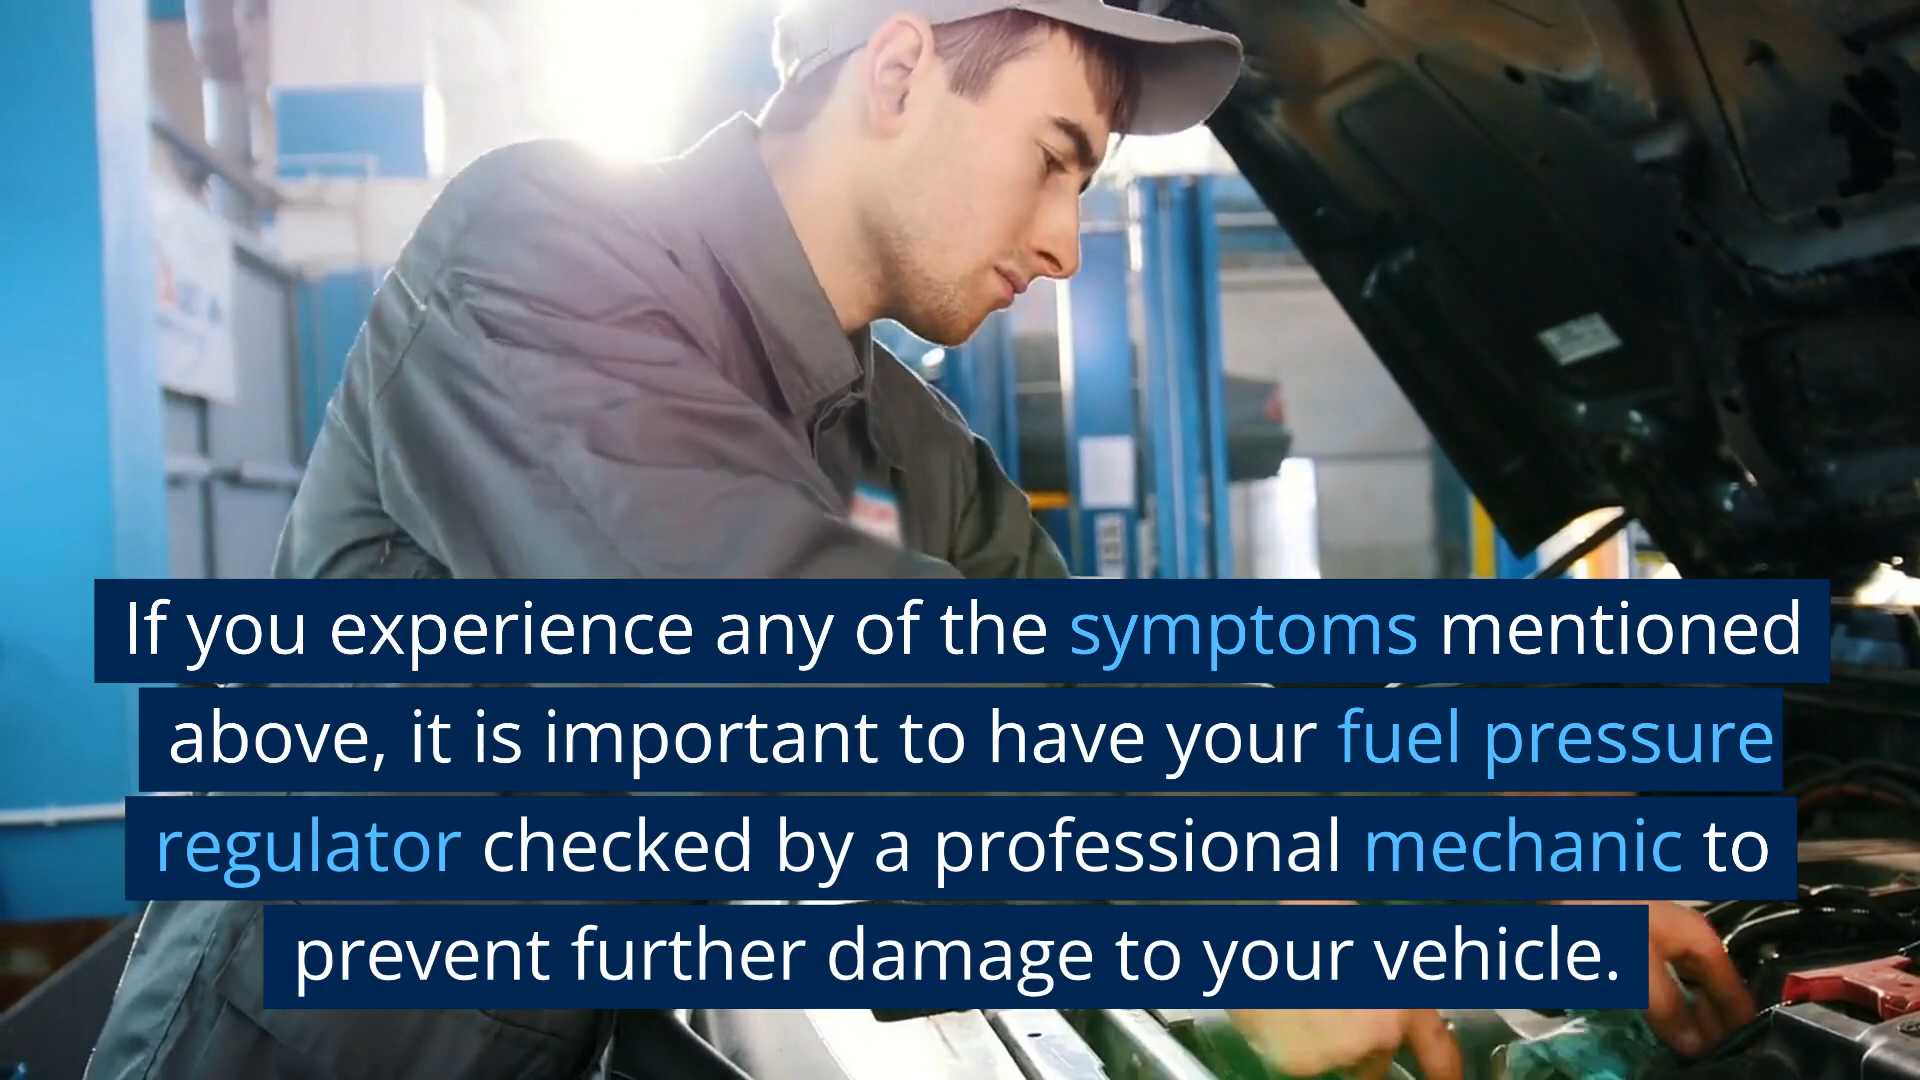 If you experience any of the symptoms mentioned
above, it is important to have your fuel pressure
regulator checked by a professional mechanic to
prevent further damage to your vehicle.